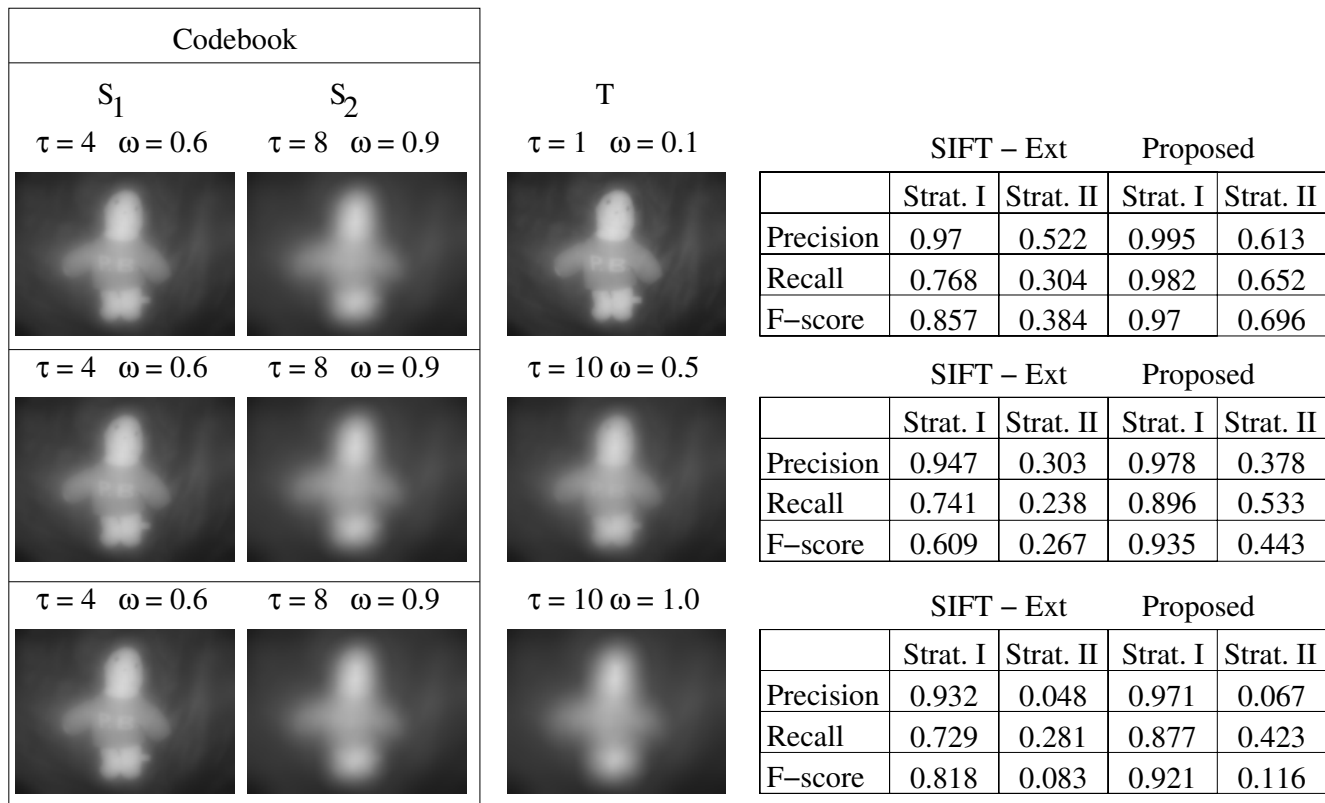 Codebook
S1 S2 T
τ = 4 ω = 0.6 τ = 8 ω = 0.9 τ = 1 ω = 0.1
SIFT – Ext Proposed
Strat. I Strat. II Strat. I Strat. II
Precision 0.97 0.522 0.995 0.613
Recall 0.768 0.304 0.982 0.652
F–score 0.857 0.384 0.97 0.696
τ = 4 ω = 0.6 τ = 8 ω = 0.9 τ = 10 ω = 0.5
SIFT – Ext Proposed
Strat. I Strat. II Strat. I Strat. II
Precision 0.947 0.303 0.978 0.378
Recall 0.741 0.238 0.896 0.533
F–score 0.609 0.267 0.935 0.443
τ = 4 ω = 0.6 τ = 8 ω = 0.9 τ = 10 ω = 1.0
SIFT – Ext Proposed
Strat. I Strat. II Strat. I Strat. II
Precision 0.932 0.048 0.971 0.067
Recall 0.729 0.281 0.877 0.423
F–score 0.818 0.083 0.921 0.116